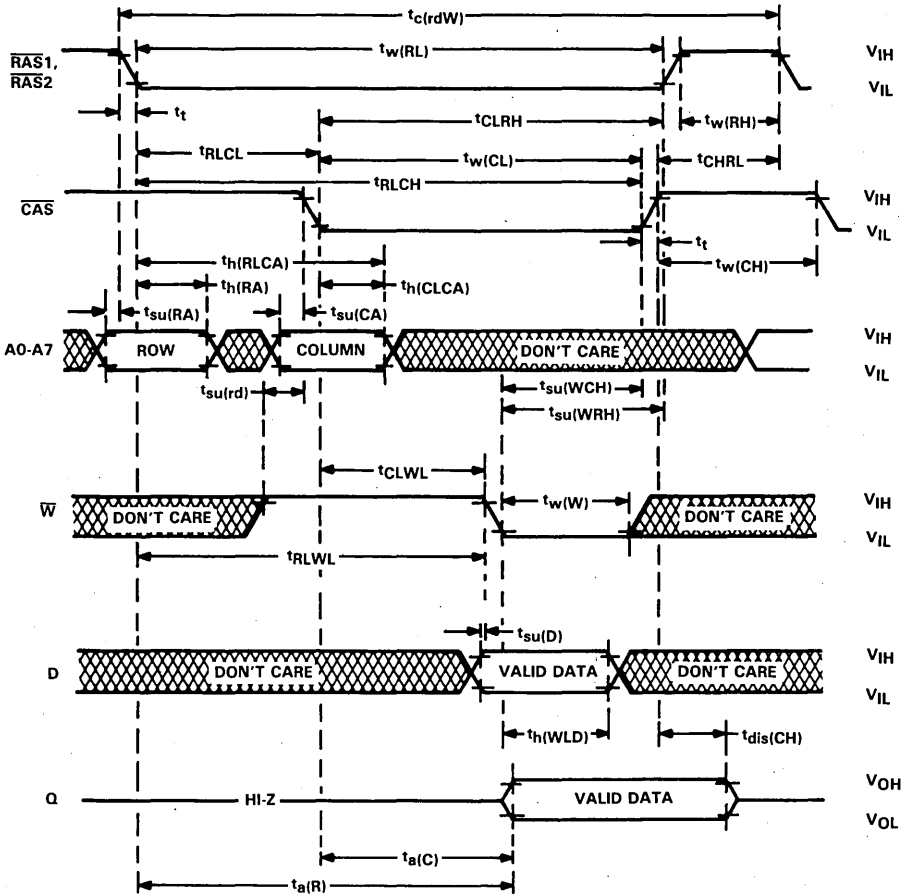 tc(rdW)
RAS1,
RAS2
tw(RL)
VIH
VIL
tt
tCLRH
tw(RH)
tRLCL
tw(CL)
tCHRL
tRLCH
CAS
VIH
VIL
tt
th(RLCA)
tw(CH)
th(RA)
th(CLCA)
tsu(RA)
tsu(CA)
A0-A7
ROW
COLUMN
DON'T CARE
VIH
VIL
tsu(rd)
tsu(WCH)
tsu(WRH)
tCLWL
W
DON'T CARE
tw(W)
DON'T CARE
VIH
VIL
tRLWL
tsu(D)
D
DON'T CARE
VALID DATA
DON'T CARE
VIH
VIL
th(WLD)
tdis(CH)
Q
HI-Z
VALID DATA
VOH
VOL
ta(C)
ta(R)